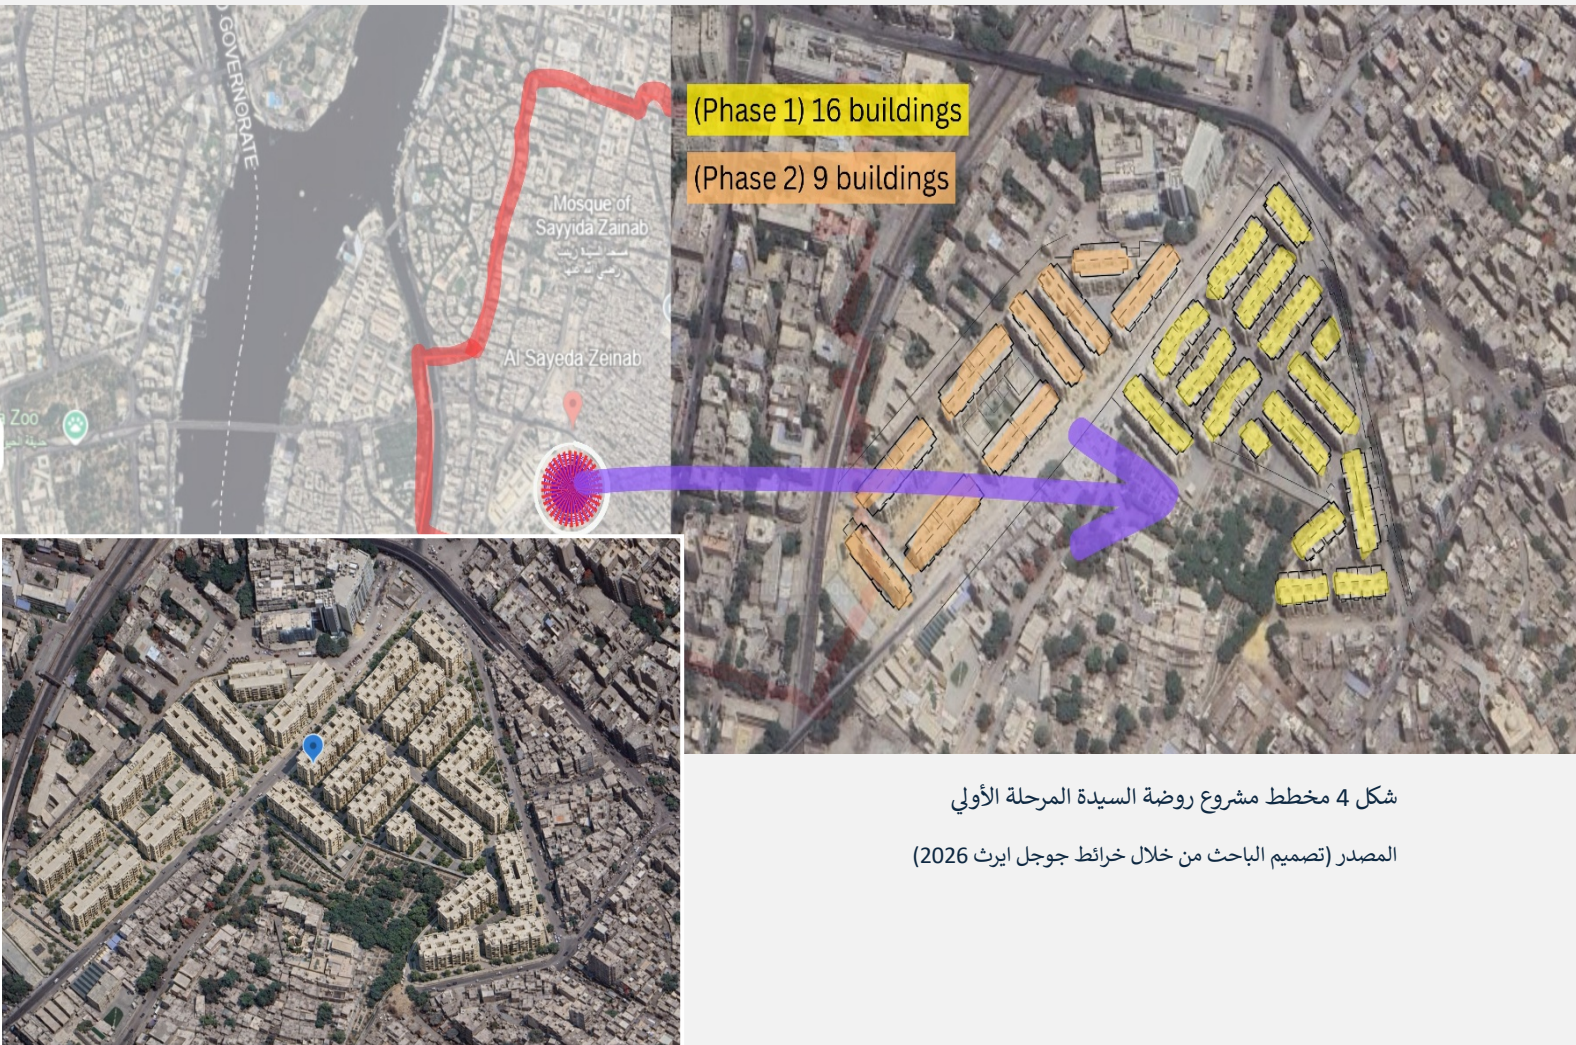 GOVERNORATE
(Phase 1) 16 buildings
(Phase 2) 9 buildings
Mosque of
Sayyida Zainab
Al Sayeda Zeinab
a Zoo
شكل 4 مخطط مشروع روضة السيدة المرحلة الأولي
المصدر (تصميم الباحث من خلال خرائط جوجل ايرث 2026)